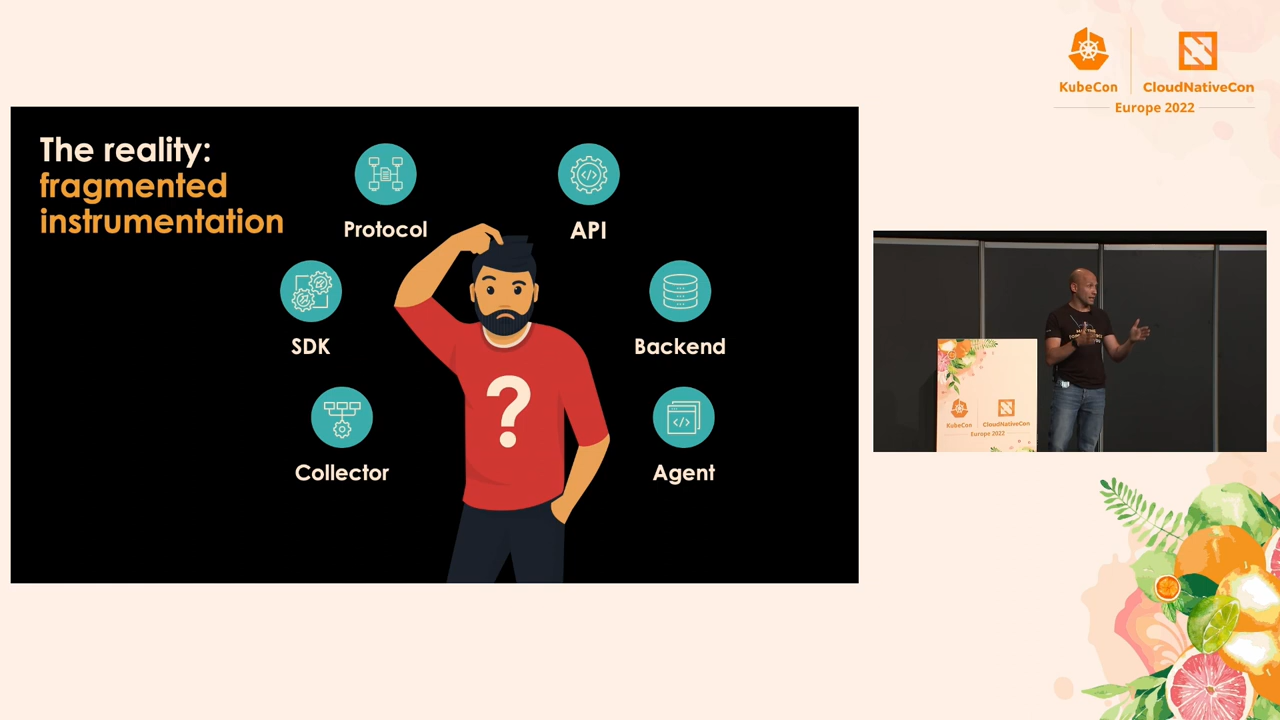 KubeCon
CloudNativeCon
Europe 2022
The reality:
fragmented
instrumentation
Protocol
API
SDK
Backend
?
Collector
Agent
KubeCon
CloudNativeCon
Europe 2022